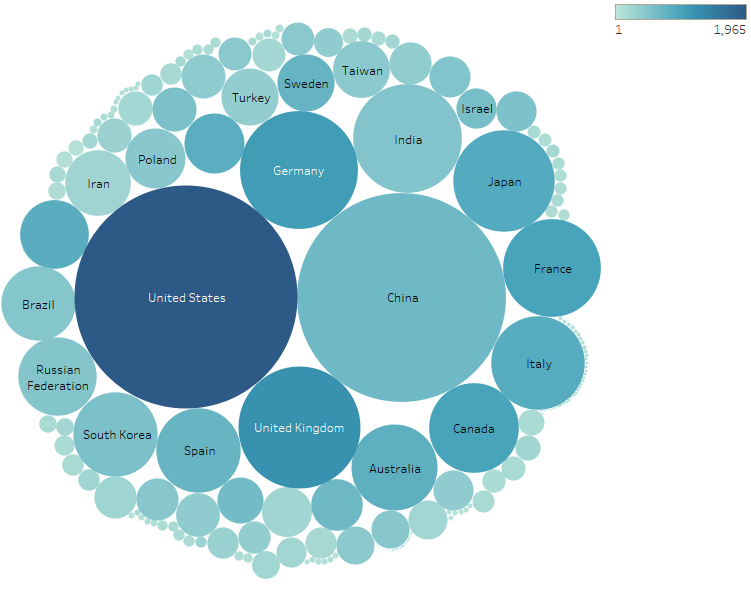 1 1,965
Taiwan
Sweden
Turkey
Israel
India
Poland
Germany
Iran
Japan
France
United States
China
Brazil
Italy
Russian
Federation
South Korea
United Kingdom
Canada
Spain
Australia